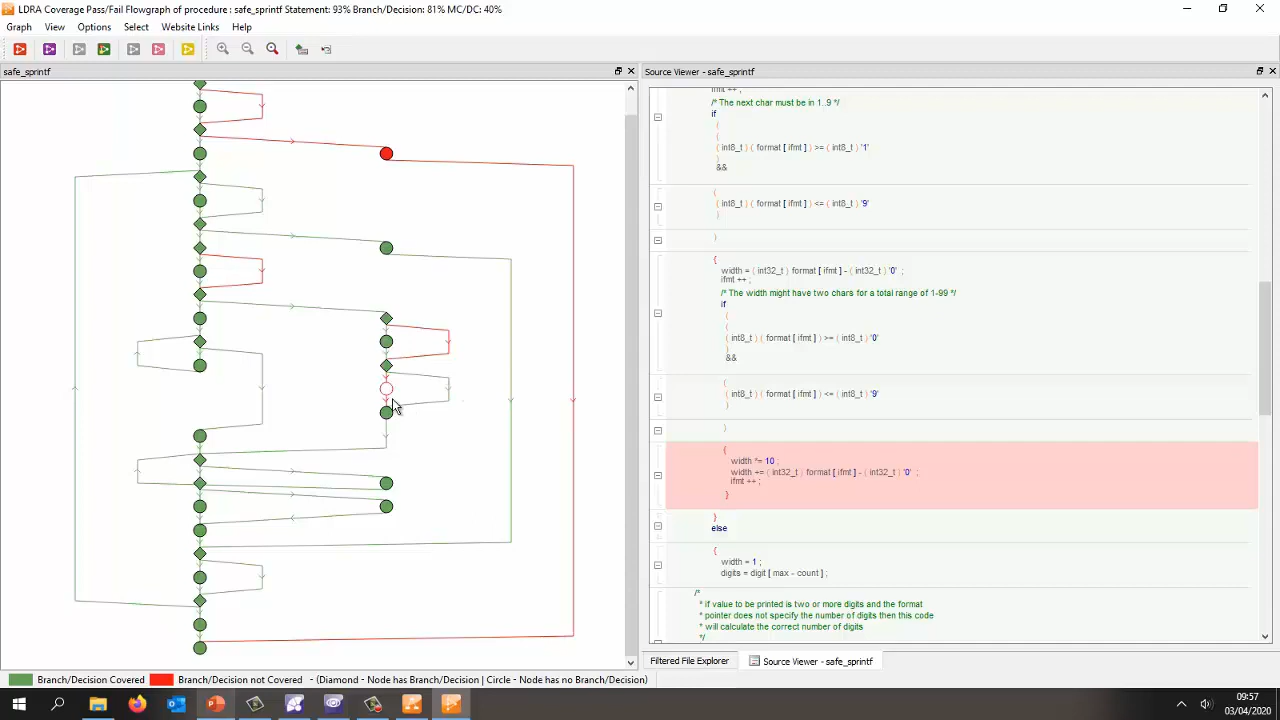 LDRA Coverage Pass/Fail Flowgraph of procedure : safe_sprintf Statement: 93% Branch/Decision: 81% MC/DC: 40%
Graph View Options Select Website Links Help
safe_sprintf
Source Viewer - safe_sprintf
ifmt ++ ;
/* The next char must be in 1..9 */
if
(
(
( int8_t ) ( format [ ifmt ] ) >= ( int8_t ) '1'
)
&&
(
( int8_t ) ( format [ ifmt ] ) <= ( int8_t ) '9'
)
)
{
width = ( int32_t ) format [ ifmt ] - ( int32_t ) '0' ;
ifmt ++ ;
/* The width might have two chars for a total range of 1-99 */
if
(
(
( int8_t ) ( format [ ifmt ] ) >= ( int8_t ) '0'
)
&&
(
( int8_t ) ( format [ ifmt ] ) <= ( int8_t ) '9'
)
)
{
width *= 10 ;
width += ( int32_t ) format [ ifmt ] - ( int32_t ) '0' ;
ifmt ++ ;
}
}
else
{
width = 1 ;
digits = digit [ max - count ] ;
/*
* if value to be printed is two or more digits and the format
* pointer does not specify the number of digits then this code
* will calculate the correct number of digits
*/
Filtered File Explorer Source Viewer - safe_sprintf
Branch/Decision Covered Branch/Decision not Covered - (Diamond - Node has Branch/Decision | Circle - Node has no Branch/Decision)
09:57
03/04/2020